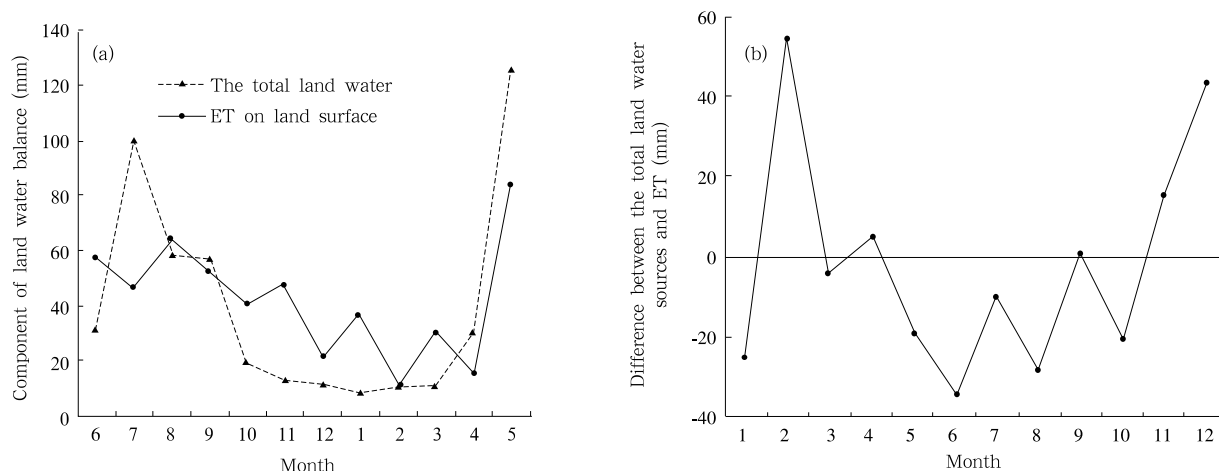 (a)
The total land water
ET on land surface
Component of land water balance (mm)
140
120
100
80
60
40
20
0
6 7 8 9 10 11 12 1 2 3 4 5
Month
(b)
Difference between the total land water
sources and ET (mm)
60
40
20
0
-20
-40
1 2 3 4 5 6 7 8 9 10 11 12
Month